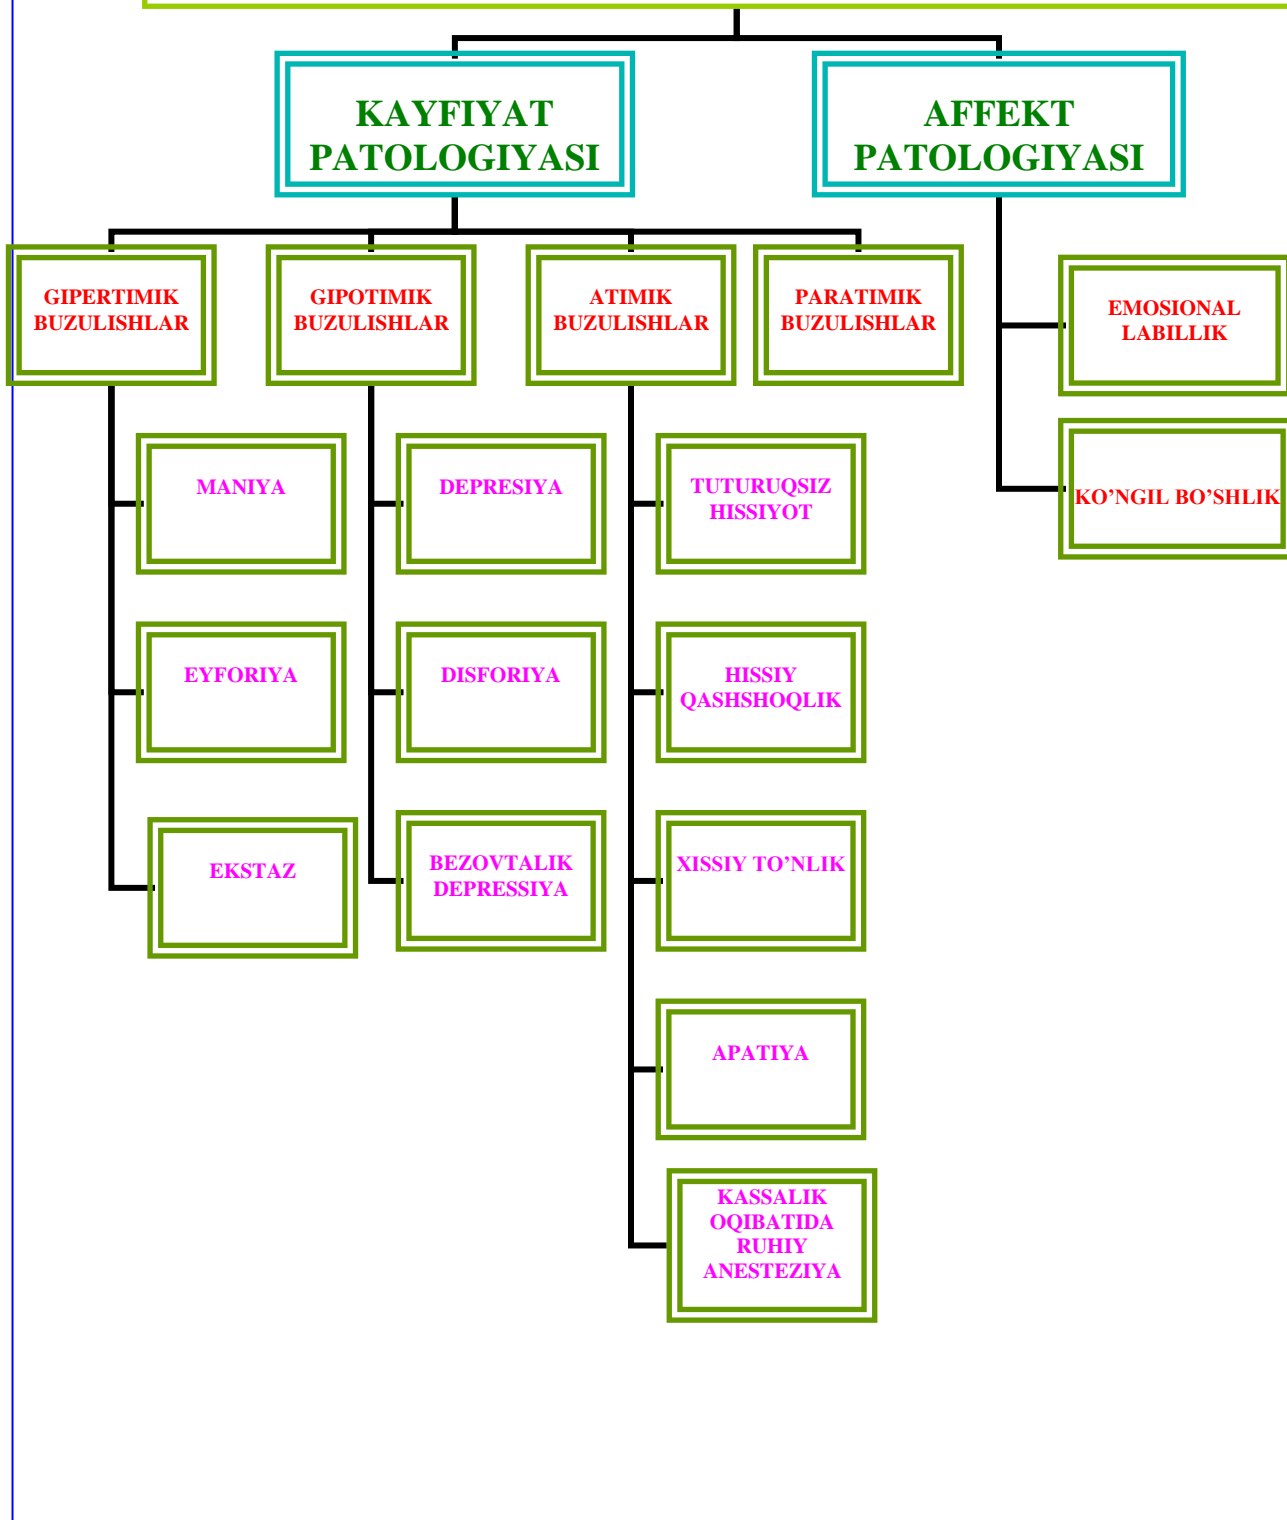 KAYFIYAT
PATOLOGIYASI
AFFEKT
PATOLOGIYASI
GIPERTIMIK
BUZULISHLAR
GIPOTIMIK
BUZULISHLAR
ATIMIK
BUZULISHLAR
PARATIMIK
BUZULISHLAR
EMOSIONAL
LABILLIK
MANIYA
DEPRESIYA
TUTURUQSIZ
HISSIYOT
KO’NGIL BO’SHLIK
EYFORIYA
DISFORIYA
HISSIY
QASHSHOQLIK
EKSTAZ
BEZOVTALIK
DEPRESSIYA
XISSIY TO’NLIK
APATIYA
KASSALIK
OQIBATIDA
RUHIY
ANESTEZIYA